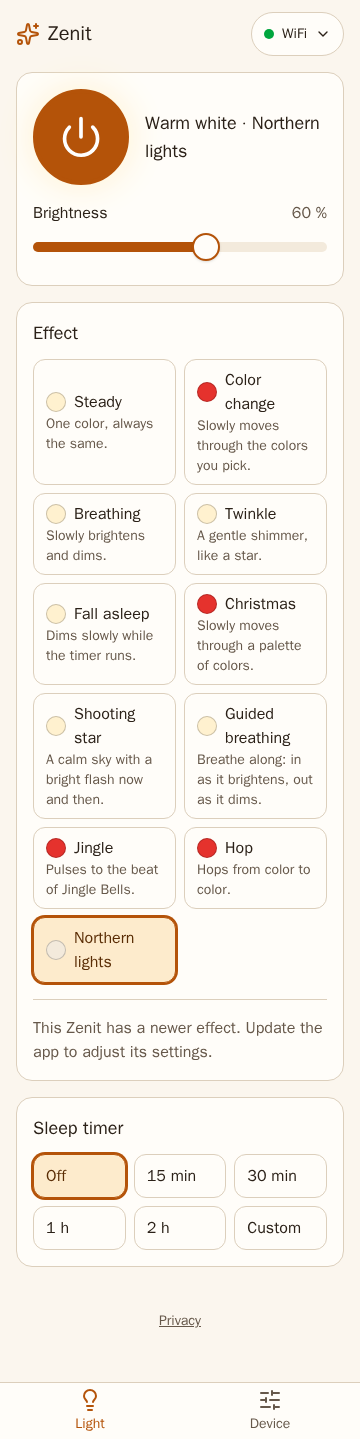 Zenit
WiFi
Warm white · Northern
lights
Brightness
60 %
Effect
Steady
One color, always
the same.
Color
change
Slowly moves
through the colors
you pick.
Breathing
Slowly brightens
and dims.
Twinkle
A gentle shimmer,
like a star.
Fall asleep
Dims slowly while
the timer runs.
Christmas
Slowly moves
through a palette
of colors.
Shooting
star
A calm sky with a
bright flash now
and then.
Guided
breathing
Breathe along: in
as it brightens, out
as it dims.
Jingle
Pulses to the beat
of Jingle Bells.
Hop
Hops from color to
color.
Northern
lights
This Zenit has a newer effect. Update the
app to adjust its settings.
Sleep timer
Off
15 min
30 min
1 h
2 h
Custom
Privacy
Light
Device